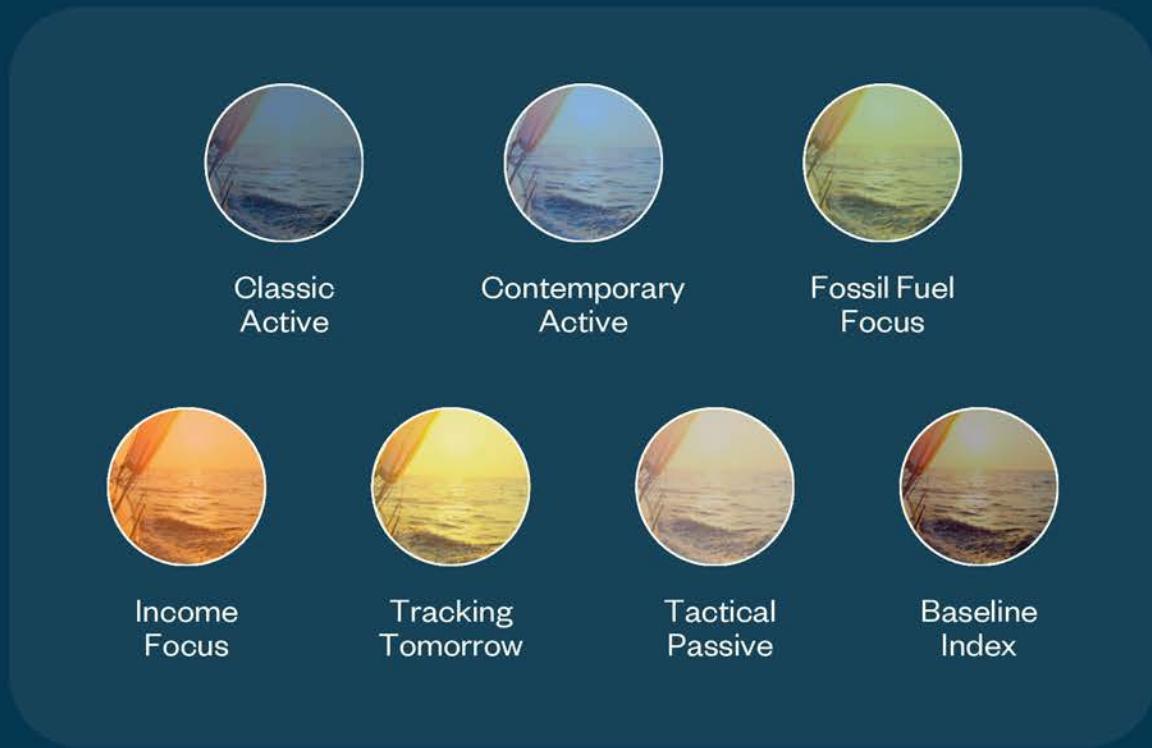 Classic
Active
Contemporary
Active
Fossil Fuel
Focus
Income
Focus
Tracking
Tomorrow
Tactical
Passive
Baseline
Index